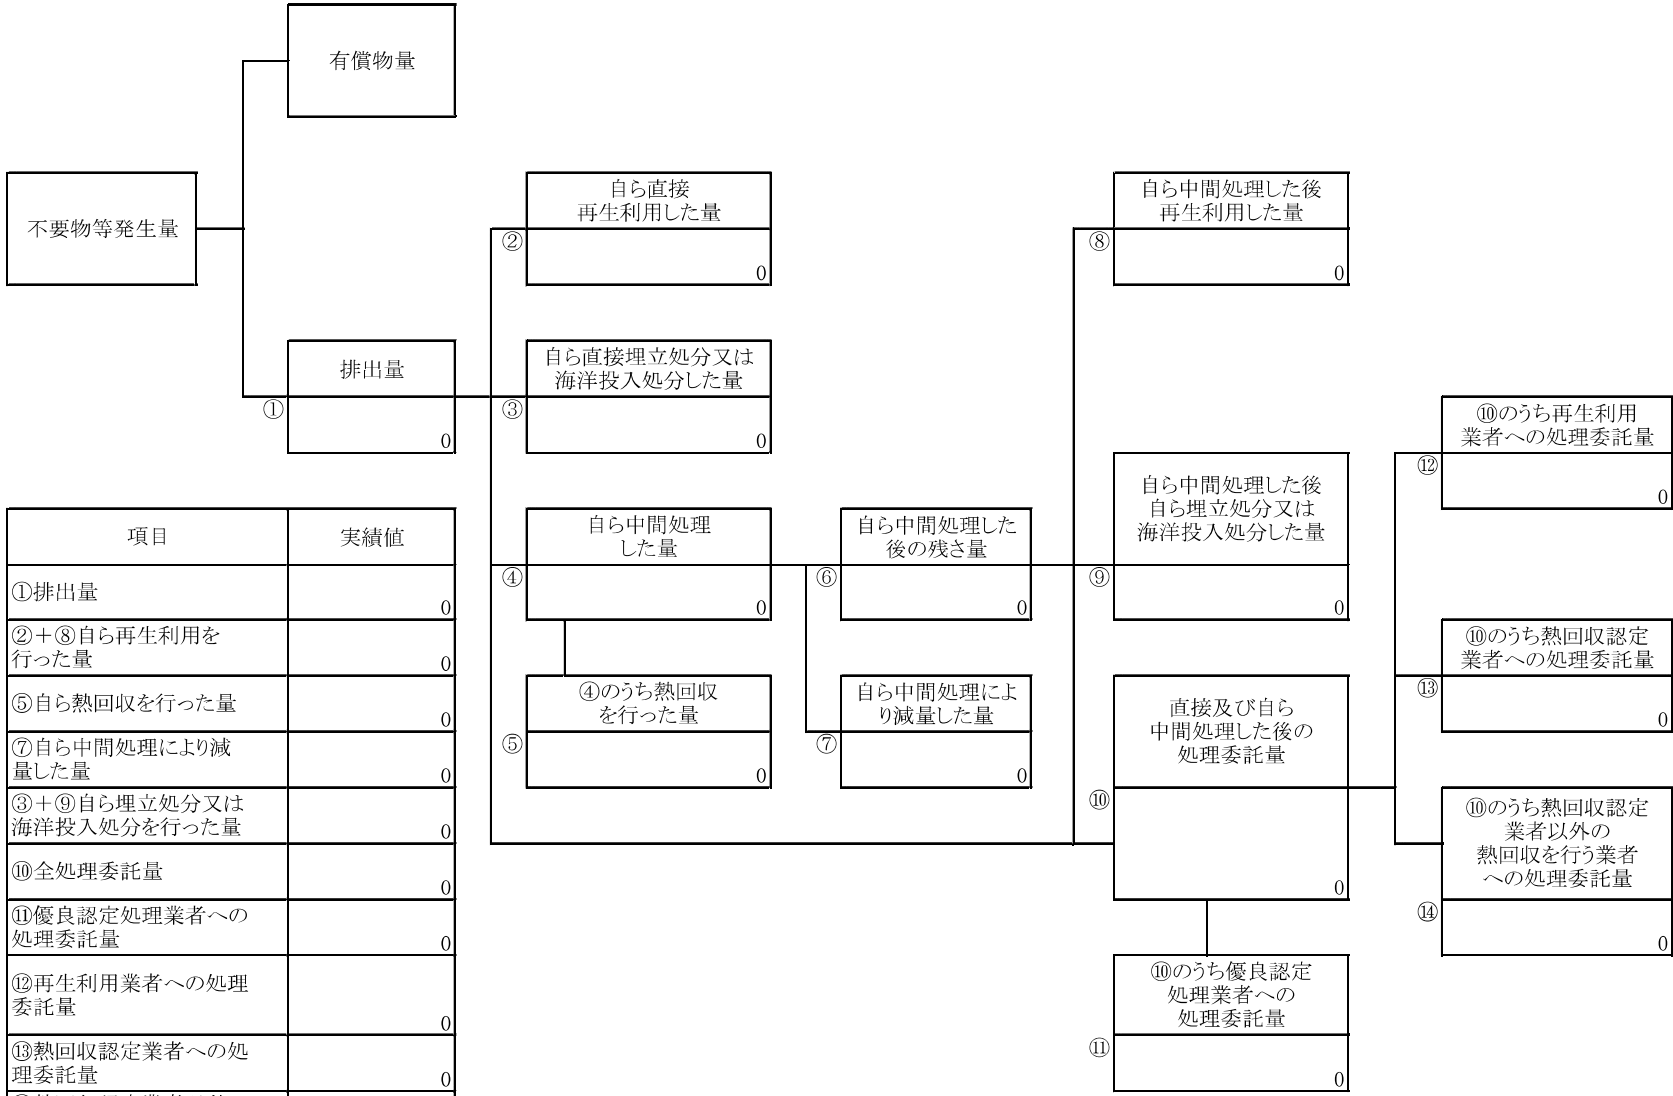 有償物量
不要物等発生量
自ら直接
再生利用した量
②
0
自ら中間処理した後
再生利用した量
⑧
0
排出量
①
0
自ら直接埋立処分又は
海洋投入処分した量
③
0
⑩のうち再生利用
業者への処理委託量
⑫
0
自ら中間処理
した量
④
0
自ら中間処理した
後の残さ量
⑥
0
自ら中間処理した後
自ら埋立処分又は
海洋投入処分した量
⑨
0
⑩のうち熱回収認定
業者への処理委託量
⑬
0
④のうち熱回収
を行った量
⑤
0
自ら中間処理によ
り減量した量
⑦
0
直接及び自ら
中間処理した後の
処理委託量
⑩
0
⑩のうち熱回収認定
業者以外の
熱回収を行う業者
への処理委託量
⑭
0
⑩のうち優良認定
処理業者への
処理委託量
⑪
0
項目 実績値
①排出量
0
②+⑧自ら再生利用を
行った量
0
⑤自ら熱回収を行った量
0
⑦自ら中間処理により減
量した量
0
③+⑨自ら埋立処分又は
海洋投入処分を行った量
0
⑩全処理委託量
0
⑪優良認定処理業者への
処理委託量
0
⑫再生利用業者への処理
委託量
0
⑬熱回収認定業者への処
理委託量
0